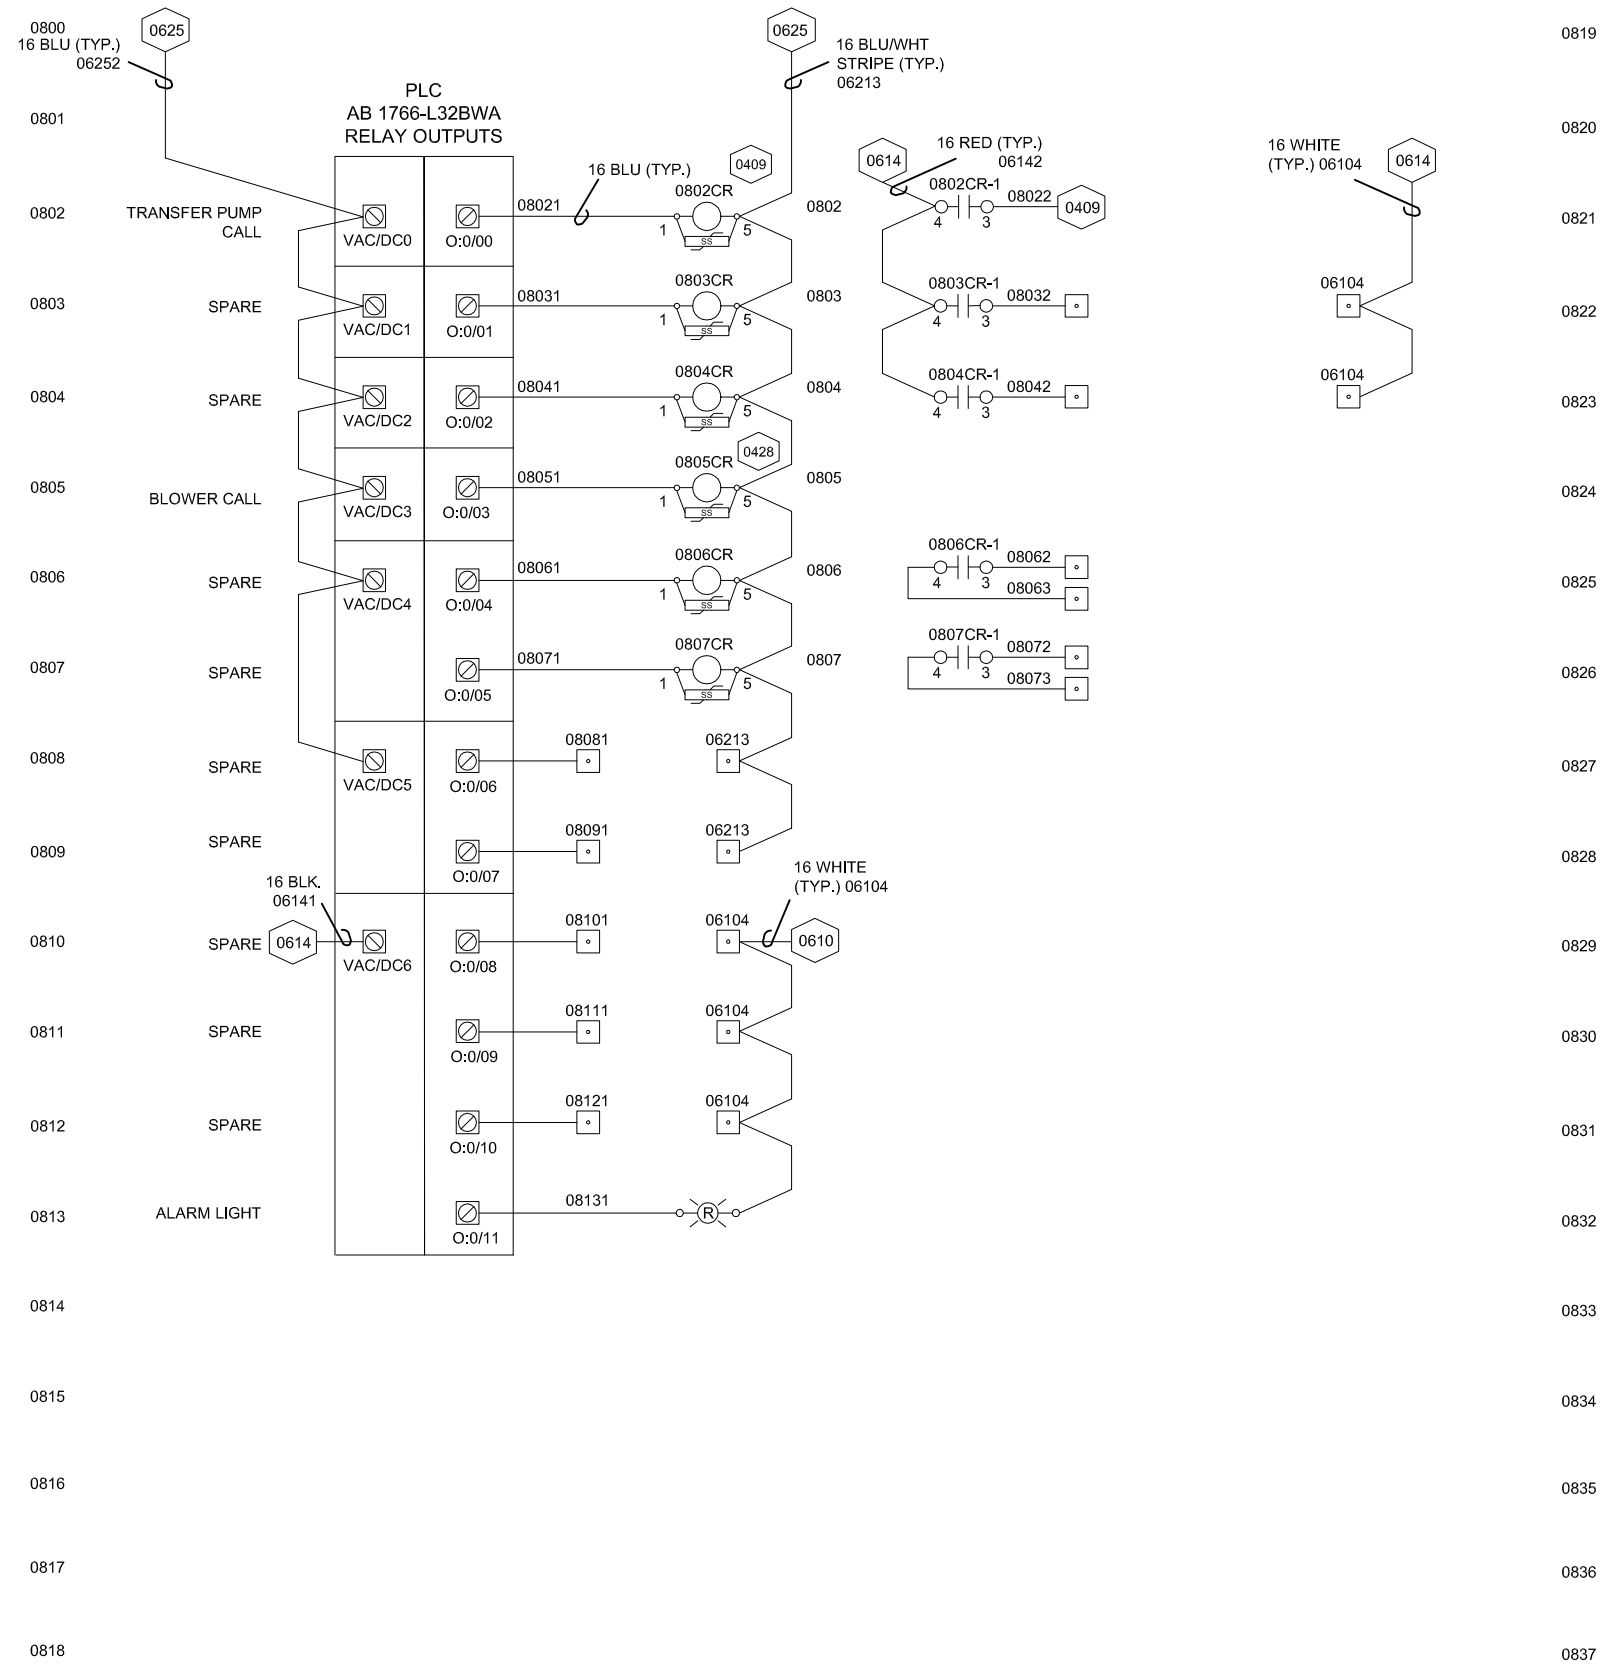 0800
0625
0625
0819
16 BLU (TYP.)
06252
16 BLU/WHT
STRIPE (TYP.)
06213
PLC
AB 1766-L32BWA
RELAY OUTPUTS
0801
0820
16 BLU (TYP.)
0409
0614
16 RED (TYP.)
06142
16 WHITE
(TYP.) 06104
0614
0802
TRANSFER PUMP
CALL
VAC/DC0
O:0/00
08021
0802CR
1
SS
5
0802
0802CR-1
4
3
08022
0409
0821
0803
SPARE
VAC/DC1
O:0/01
08031
0803CR
1
SS
5
0803
0803CR-1
4
3
08032
06104
0822
0804
SPARE
VAC/DC2
O:0/02
08041
0804CR
1
SS
5
0804
0804CR-1
4
3
08042
06104
0823
0428
0805
BLOWER CALL
VAC/DC3
O:0/03
08051
0805CR
1
SS
5
0805
0824
0806
SPARE
VAC/DC4
O:0/04
08061
0806CR
1
SS
5
0806
0806CR-1
4
3
08062
08063
0825
0807
SPARE
O:0/05
08071
0807CR
1
SS
5
0807
0807CR-1
4
3
08072
08073
0826
0808
SPARE
VAC/DC5
O:0/06
08081
06213
0827
0809
SPARE
O:0/07
08091
06213
0828
16 BLK.
06141
16 WHITE
(TYP.) 06104
0810
SPARE
0614
VAC/DC6
O:0/08
08101
06104
0610
0829
0811
SPARE
O:0/09
08111
06104
0830
0812
SPARE
O:0/10
08121
06104
0831
0813
ALARM LIGHT
O:0/11
08131
R
0832
0814
0833
0815
0834
0816
0835
0817
0836
0818
0837